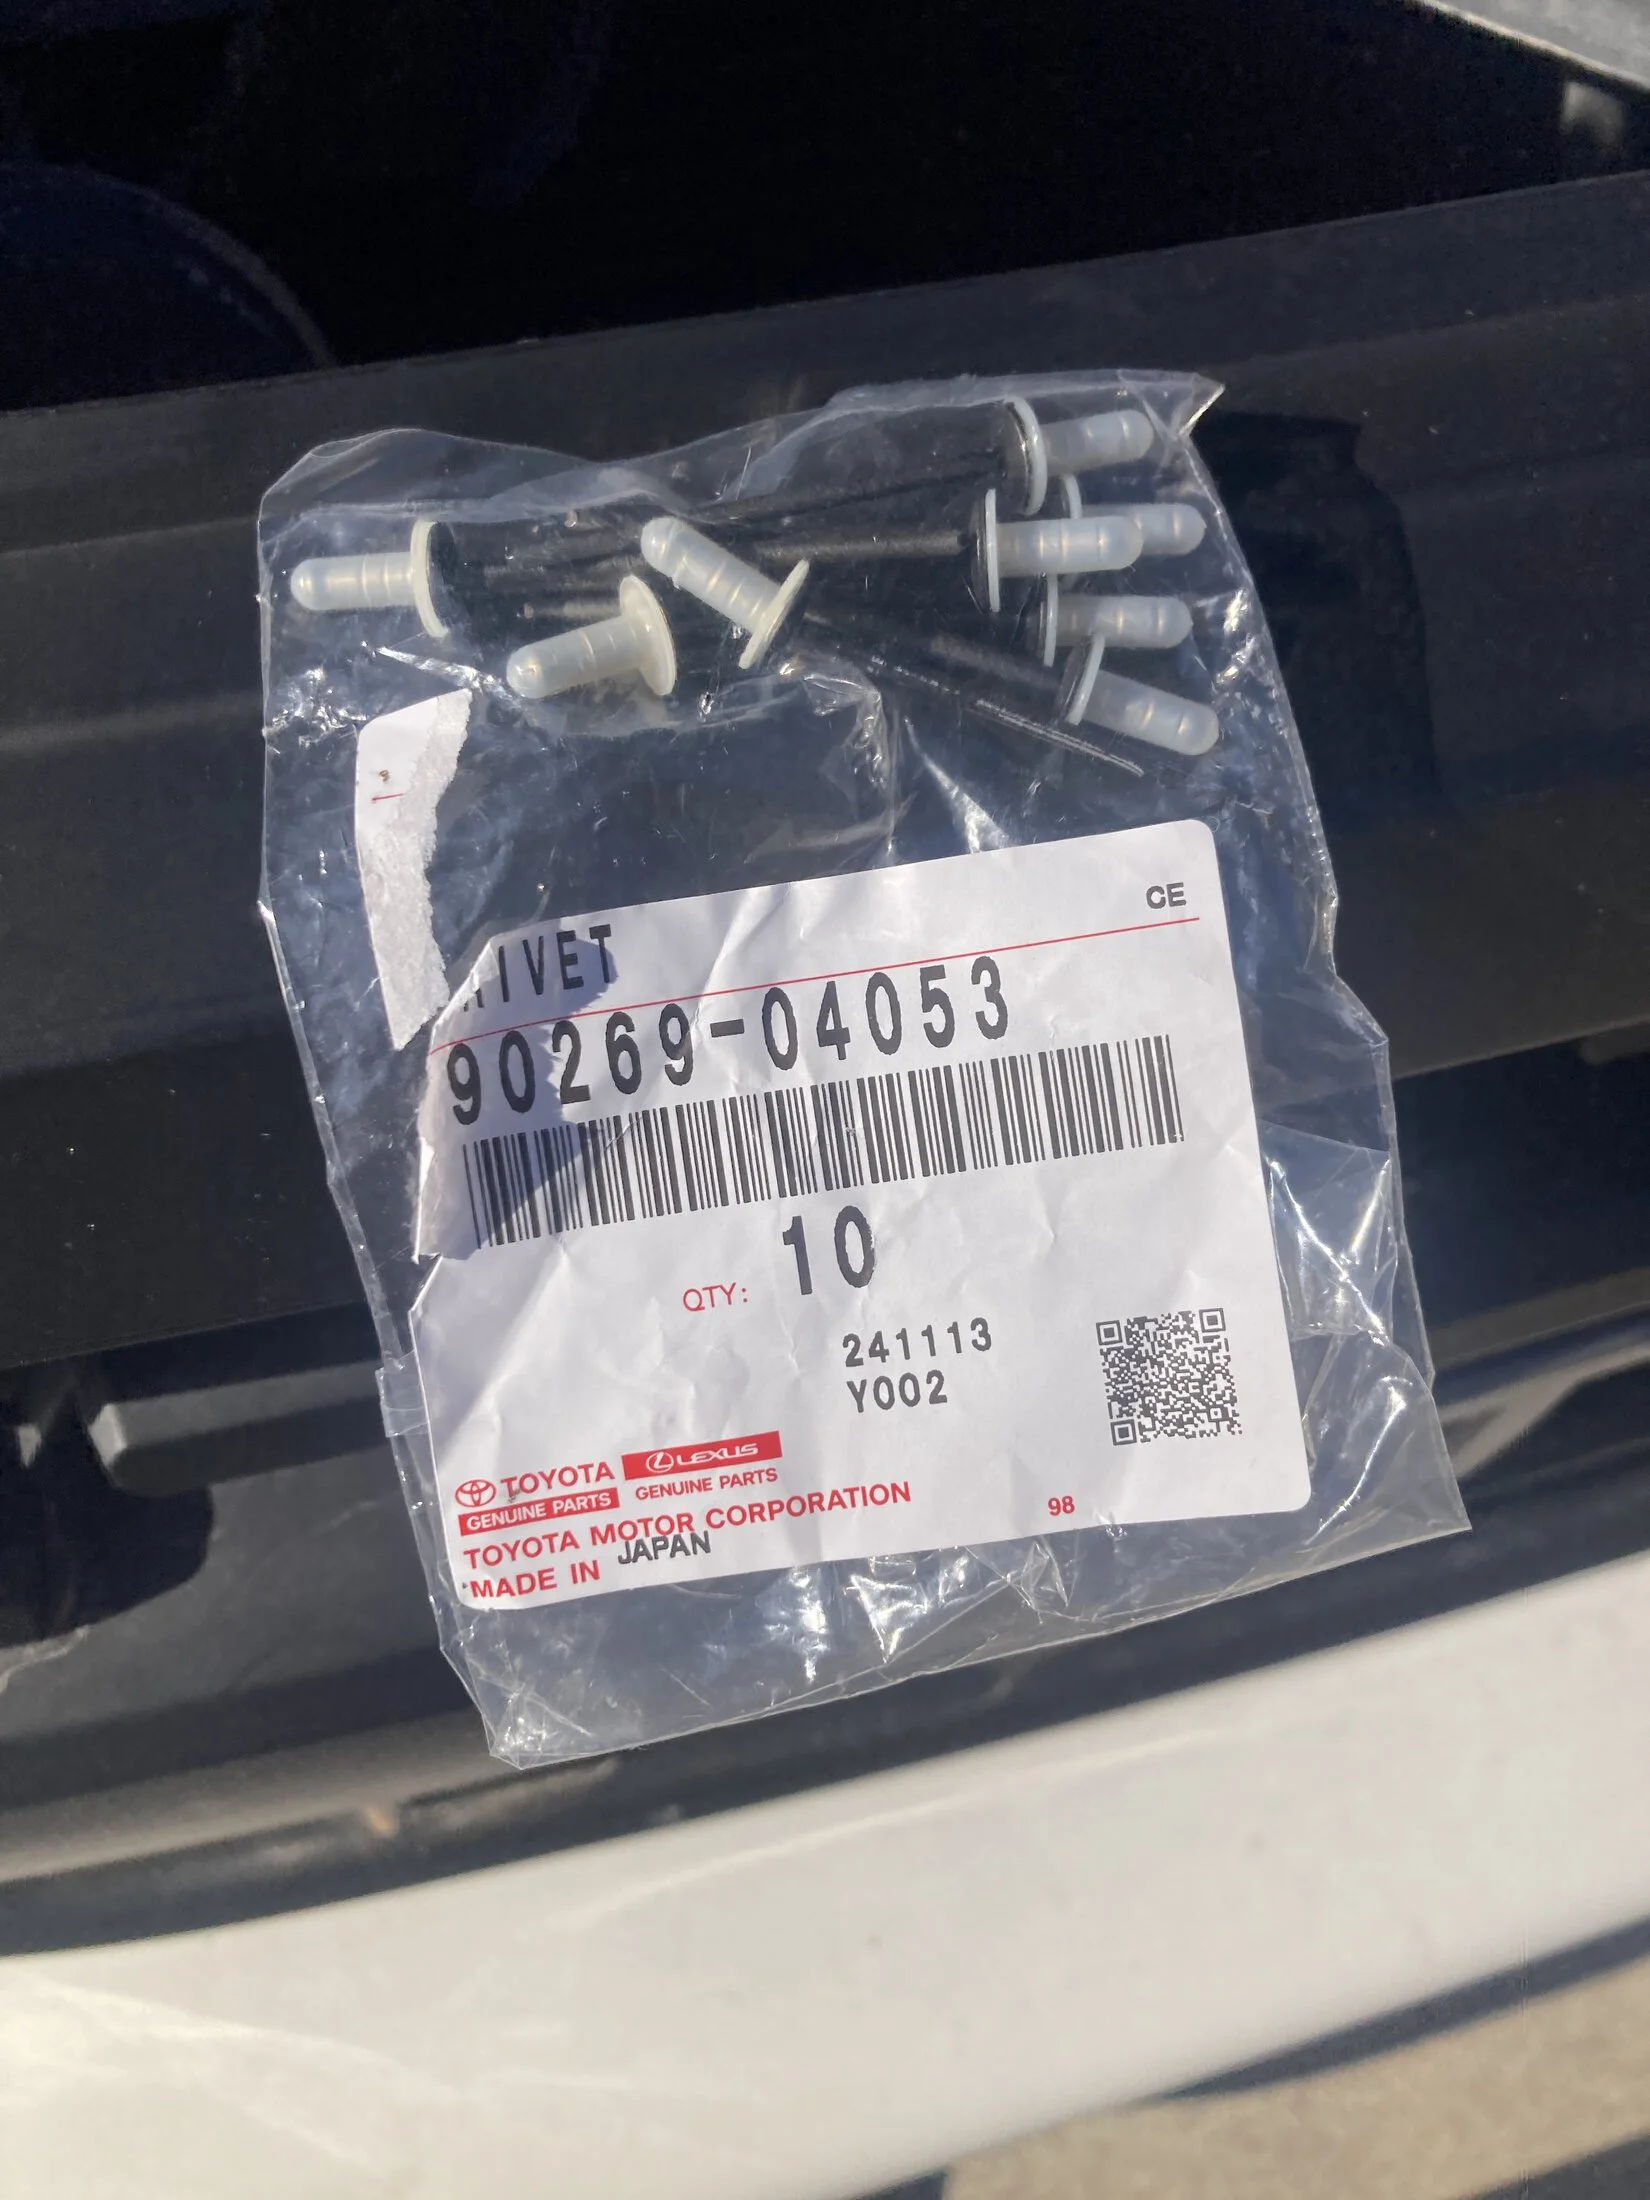 CE
RIVET
90269-04053
10
QTY:
241113
Y002
TOYOTA LEXUS
GENUINE PARTS GENUINE PARTS
TOYOTA MOTOR CORPORATION 98
MADE IN JAPAN